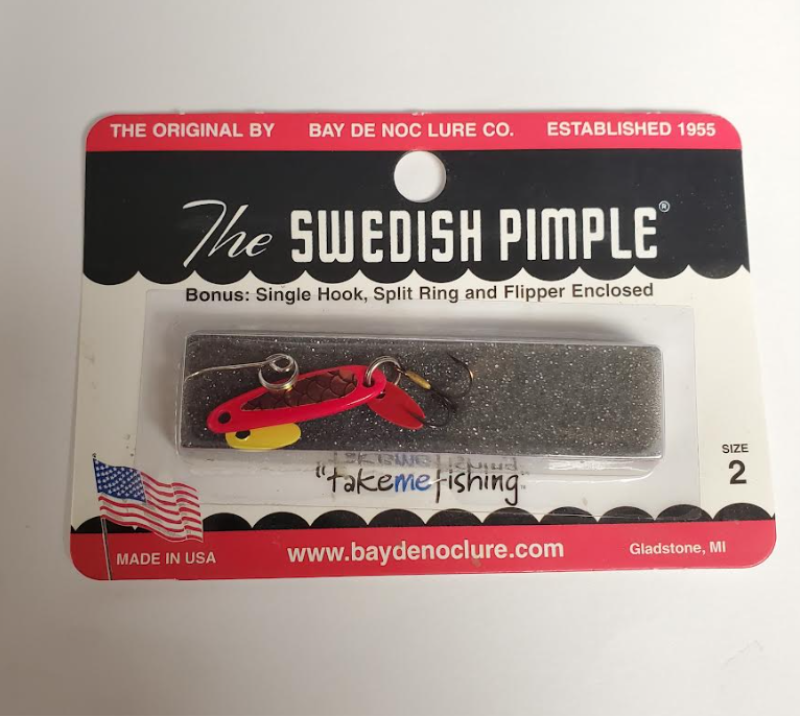 THE ORIGINAL BY BAY DE NOC LURE CO. ESTABLISHED 1955
The SWEDISH PIMPLE®
Bonus: Single Hook, Split Ring and Flipper Enclosed
"takemefishing"
SIZE
2
MADE IN USA www.baydenoclure.com Gladstone, MI